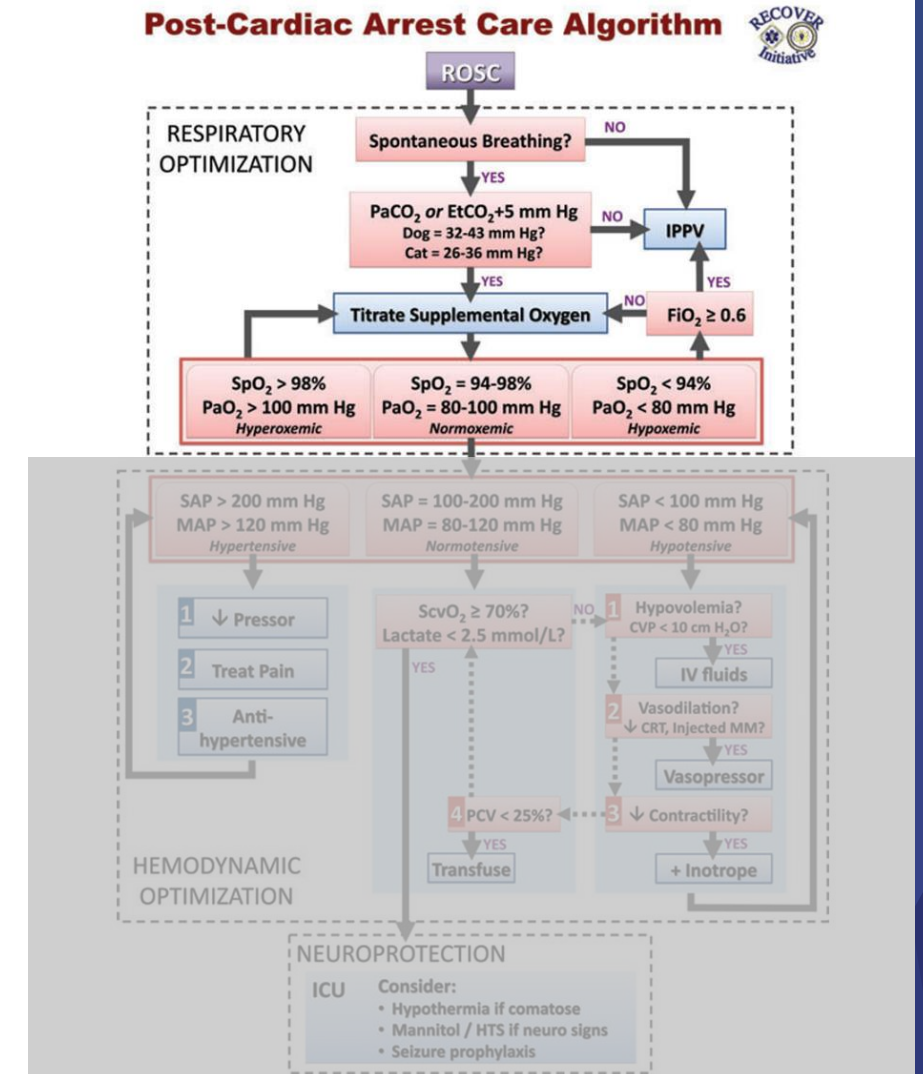 Post-Cardiac Arrest Care Algorithm
RECOVER
Initiative
ROSC
RESPIRATORY
OPTIMIZATION
Spontaneous Breathing?
NO
YES
PaCO₂ or EtCO₂+5 mm Hg
Dog = 32-43 mm Hg?
Cat = 26-36 mm Hg?
NO
IPPV
YES
YES
Titrate Supplemental Oxygen
NO
FiO₂ ≥ 0.6
SpO₂ > 98%
PaO₂ > 100 mm Hg
Hyperoxemic
SpO₂ = 94-98%
PaO₂ = 80-100 mm Hg
Normoxemic
SpO₂ < 94%
PaO₂ < 80 mm Hg
Hypoxemic
SAP > 200 mm Hg
MAP > 120 mm Hg
Hypertensive
SAP = 100-200 mm Hg
MAP = 80-120 mm Hg
Normotensive
SAP < 100 mm Hg
MAP < 80 mm Hg
Hypotensive
1 ↓ Pressor
2 Treat Pain
3 Anti-
hypertensive
ScvO₂ ≥ 70%?
Lactate < 2.5 mmol/L?
NO
YES
1 Hypovolemia?
CVP < 10 cm H₂O?
YES
IV fluids
2 Vasodilation?
↓ CRT, Injected MM?
YES
Vasopressor
3 ↓ Contractility?
YES
+ Inotrope
4 PCV < 25%?
YES
Transfuse
HEMODYNAMIC
OPTIMIZATION
NEUROPROTECTION
ICU
Consider:
• Hypothermia if comatose
• Mannitol / HTS if neuro signs
• Seizure prophylaxis